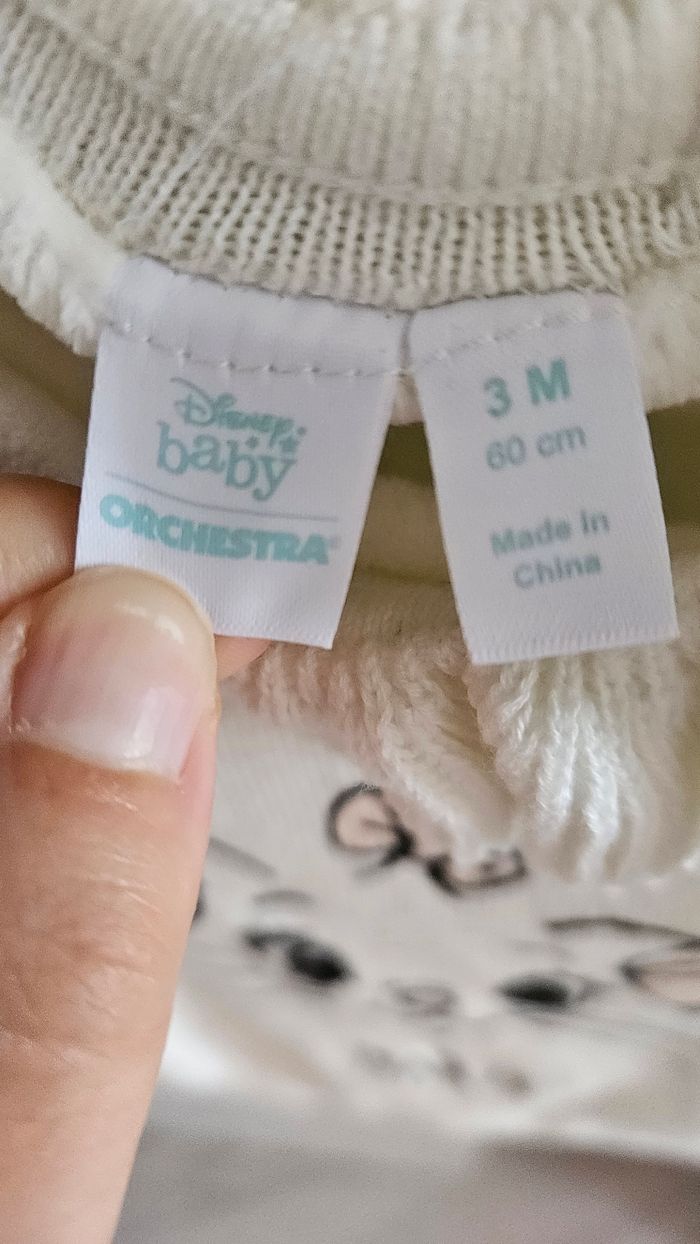 Disney
baby
ORCHESTRA
3 M
60 cm
Made in
China